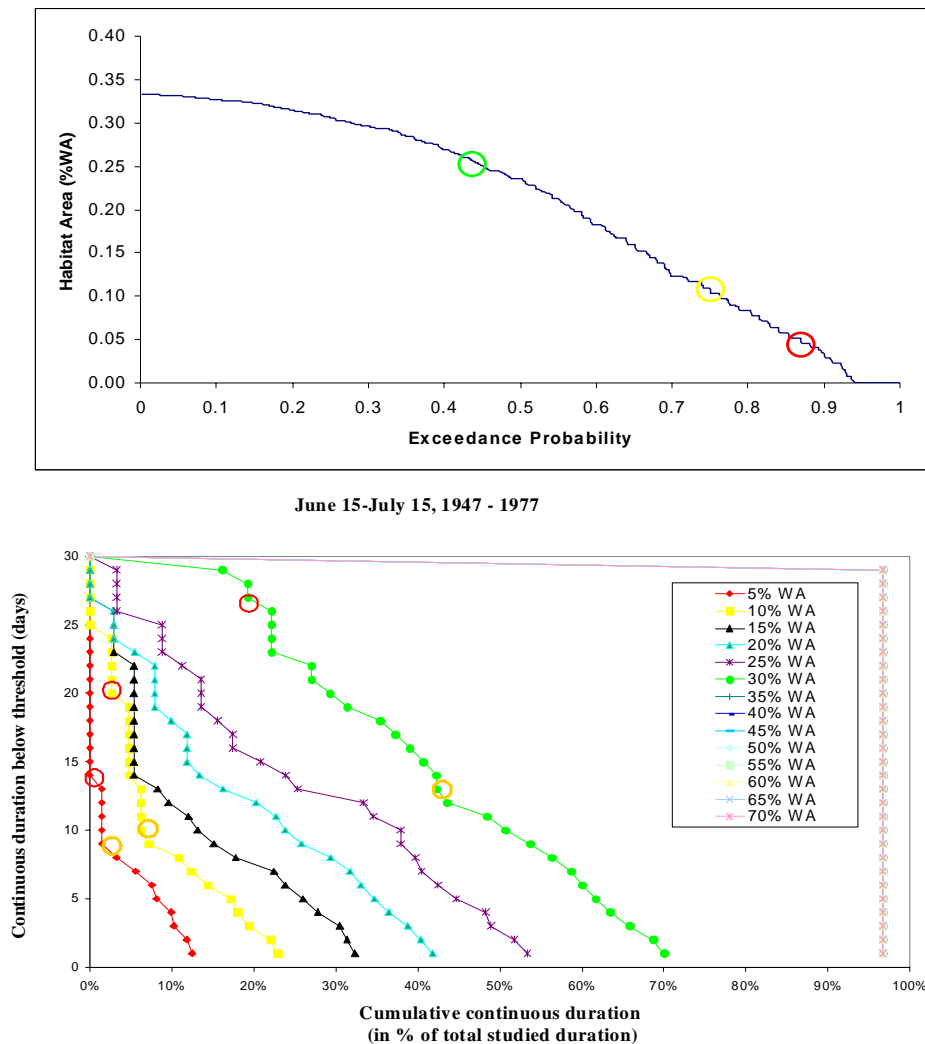 0.40
0.35
0.30
0.25
0.20
0.15
0.10
0.05
0.00
Habitat Area (%WA)
0 0.1 0.2 0.3 0.4 0.5 0.6 0.7 0.8 0.9 1
Exceedance Probability
June 15-July 15, 1947 - 1977
30
25
20
15
10
5
0
Continuous duration below threshold (days)
5% WA
10% WA
15% WA
20% WA
25% WA
30% WA
35% WA
40% WA
45% WA
50% WA
55% WA
60% WA
65% WA
70% WA
0% 10% 20% 30% 40% 50% 60% 70% 80% 90% 100%
Cumulative continuous duration
(in % of total studied duration)